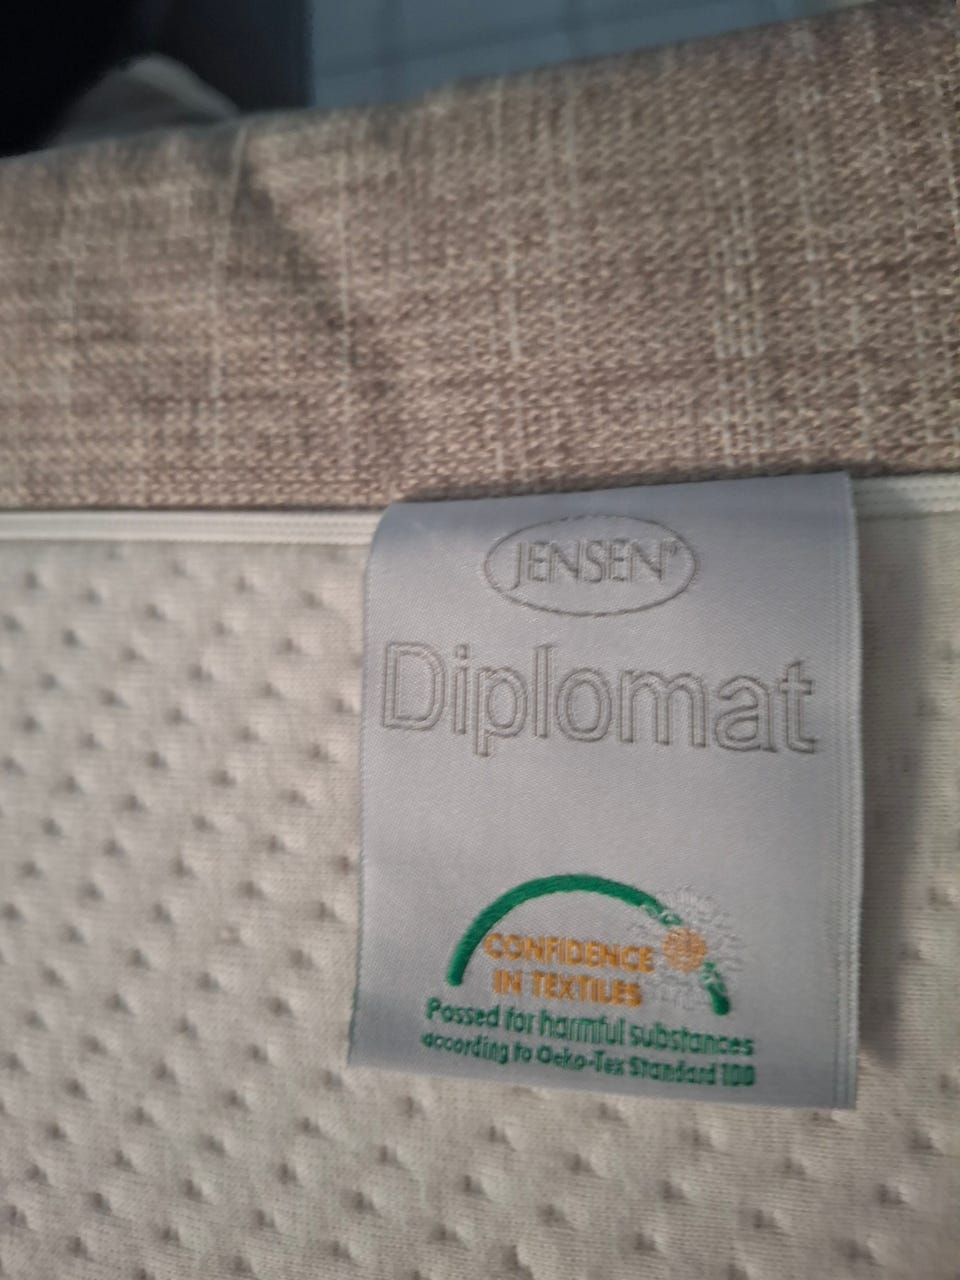 JENSEN®
Diplomat
CONFIDENCE
IN TEXTILES
Passed for harmful substances
according to Oeko-Tex Standard 100